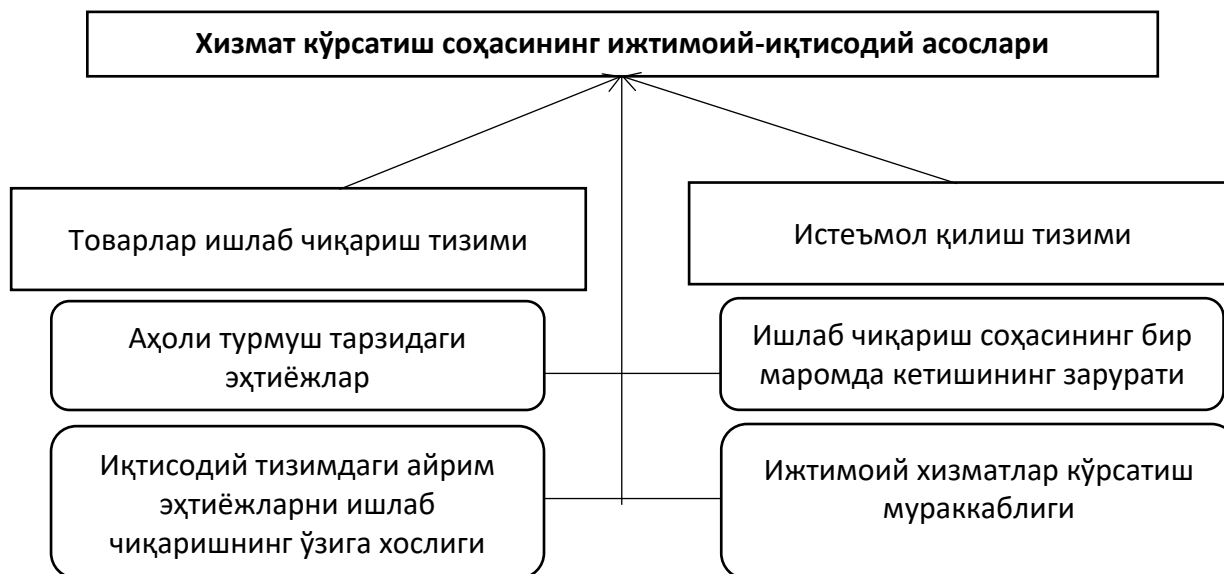 Хизмат кўрсатиш соҳасининг ижтимоий-иқтисодий асослари
Товарлар ишлаб чиқариш тизими
Истеъмол қилиш тизими
Аҳоли турмуш тарзидаги
эҳтиёжлар
Ишлаб чиқариш соҳасининг бир
маромда кетишининг зарурати
Иқтисодий тизимдаги айрим
эҳтиёжларни ишлаб
чиқаришнинг ўзига хослиги
Ижтимоий хизматлар кўрсатиш
мураккаблиги